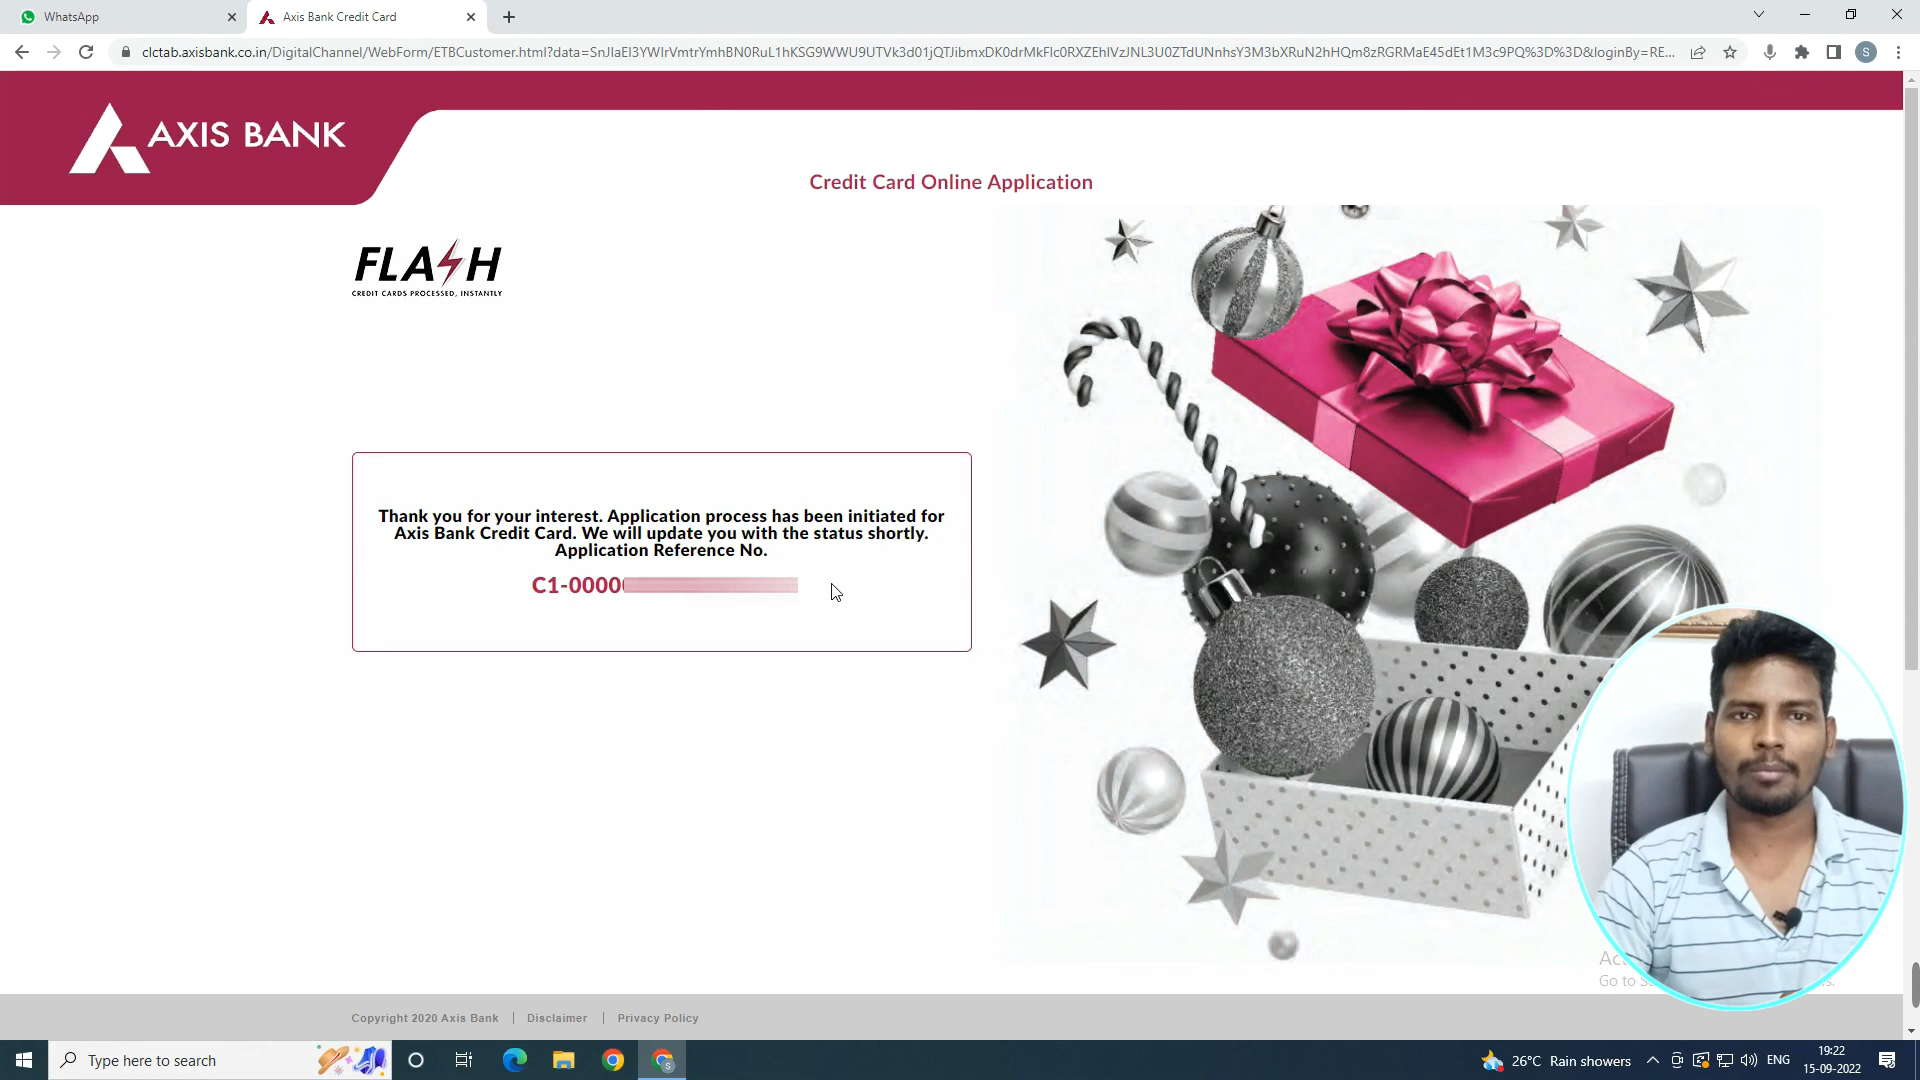 WhatsApp
Axis Bank Credit Card
clctab.axisbank.co.in/DigitalChannel/WebForm/ETBCustomer.html?data=SnJIaEI3YWIrVmtrYmhBN0RuL1hKSG9WWU9UTVk3d01jQTJibmxDK0drMkFlc0RXZEhIVzJNL3U0ZTdUNnhsY3M3bXRuN2hHQm8zRGRMaE45dEt1M3c9PQ%3D%3D&loginBy=RE...
AXIS BANK
Credit Card Online Application
FLASH
CREDIT CARDS PROCESSED, INSTANTLY
Thank you for your interest. Application process has been initiated for
Axis Bank Credit Card. We will update you with the status shortly.
Application Reference No.
C1-0000
Go to S
Copyright 2020 Axis Bank | Disclaimer | Privacy Policy
Type here to search
26°C Rain showers
ENG
19:22
15-09-2022